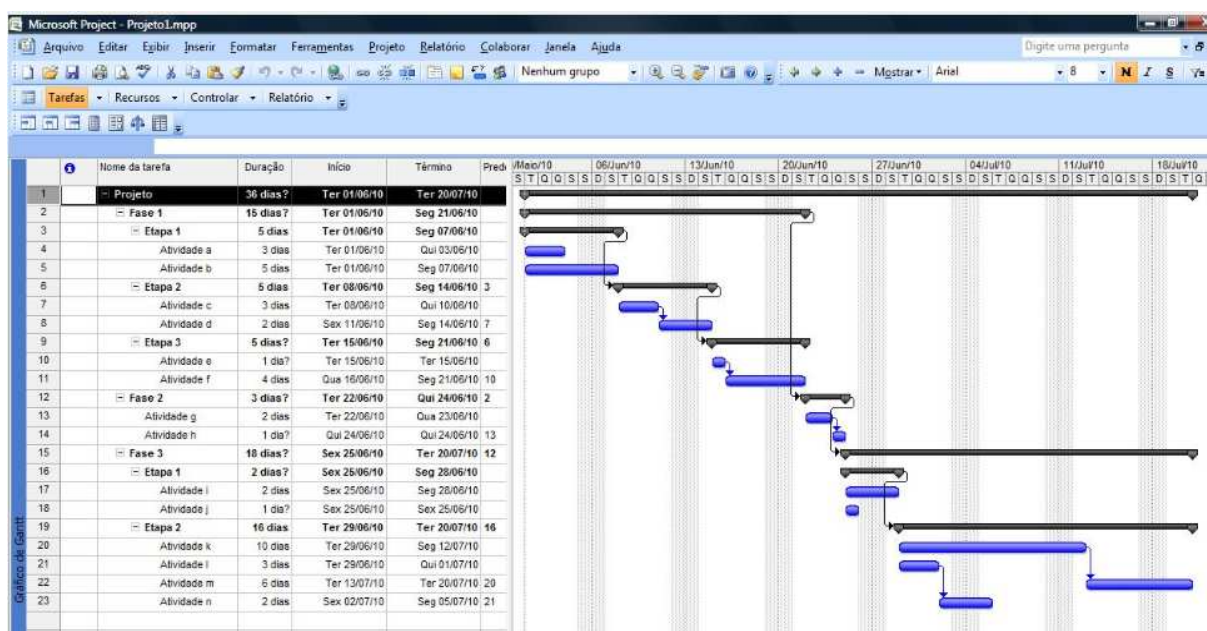 Microsoft Project - Projeto1.mpp
Arquivo Editar Exibir Inserir Formatar Ferramentas Projeto Relatório Colaborar Janela Ajuda Digite uma pergunta
Nenhum grupo Mostrar Arial 8 N I S
Tarefas Recursos Controlar Relatório
Nome da tarefa Duração Início Término Prede /Maio/10 06/Jun/10 13/Jun/10 20/Jun/10 27/Jun/10 04/Jul/10 11/Jul/10 18/Jul/10
S T Q Q S S D S T Q Q S S D S T Q Q S S D S T Q Q S S D S T Q Q S S D S T Q Q S S D S T Q Q S S D S T Q
1 Projeto 36 dias? Ter 01/06/10 Ter 20/07/10
2 Fase 1 15 dias? Ter 01/06/10 Seg 21/06/10
3 Etapa 1 5 dias Ter 01/06/10 Seg 07/06/10
4 Atividade a 3 dias Ter 01/06/10 Qui 03/06/10
5 Atividade b 5 dias Ter 01/06/10 Seg 07/06/10
6 Etapa 2 5 dias Ter 08/06/10 Seg 14/06/10 3
7 Atividade c 3 dias Ter 08/06/10 Qui 10/06/10
8 Atividade d 2 dias Sex 11/06/10 Seg 14/06/10 7
9 Etapa 3 5 dias? Ter 15/06/10 Seg 21/06/10 6
10 Atividade e 1 dia? Ter 15/06/10 Ter 15/06/10
11 Atividade f 4 dias Qua 16/06/10 Seg 21/06/10 10
12 Fase 2 3 dias? Ter 22/06/10 Qui 24/06/10 2
13 Atividade g 2 dias Ter 22/06/10 Qua 23/06/10
14 Atividade h 1 dia? Qui 24/06/10 Qui 24/06/10 13
15 Fase 3 18 dias? Sex 25/06/10 Ter 20/07/10 12
16 Etapa 1 2 dias? Sex 25/06/10 Seg 28/06/10
17 Atividade i 2 dias Sex 25/06/10 Seg 28/06/10
18 Atividade j 1 dia? Sex 25/06/10 Sex 25/06/10
19 Etapa 2 16 dias Ter 29/06/10 Ter 20/07/10 16
20 Atividade k 10 dias Ter 29/06/10 Seg 12/07/10
21 Atividade l 3 dias Ter 29/06/10 Qui 01/07/10
22 Atividade m 6 dias Ter 13/07/10 Ter 20/07/10 20
23 Atividade n 2 dias Sex 02/07/10 Seg 05/07/10 21
Gráfico de Gantt